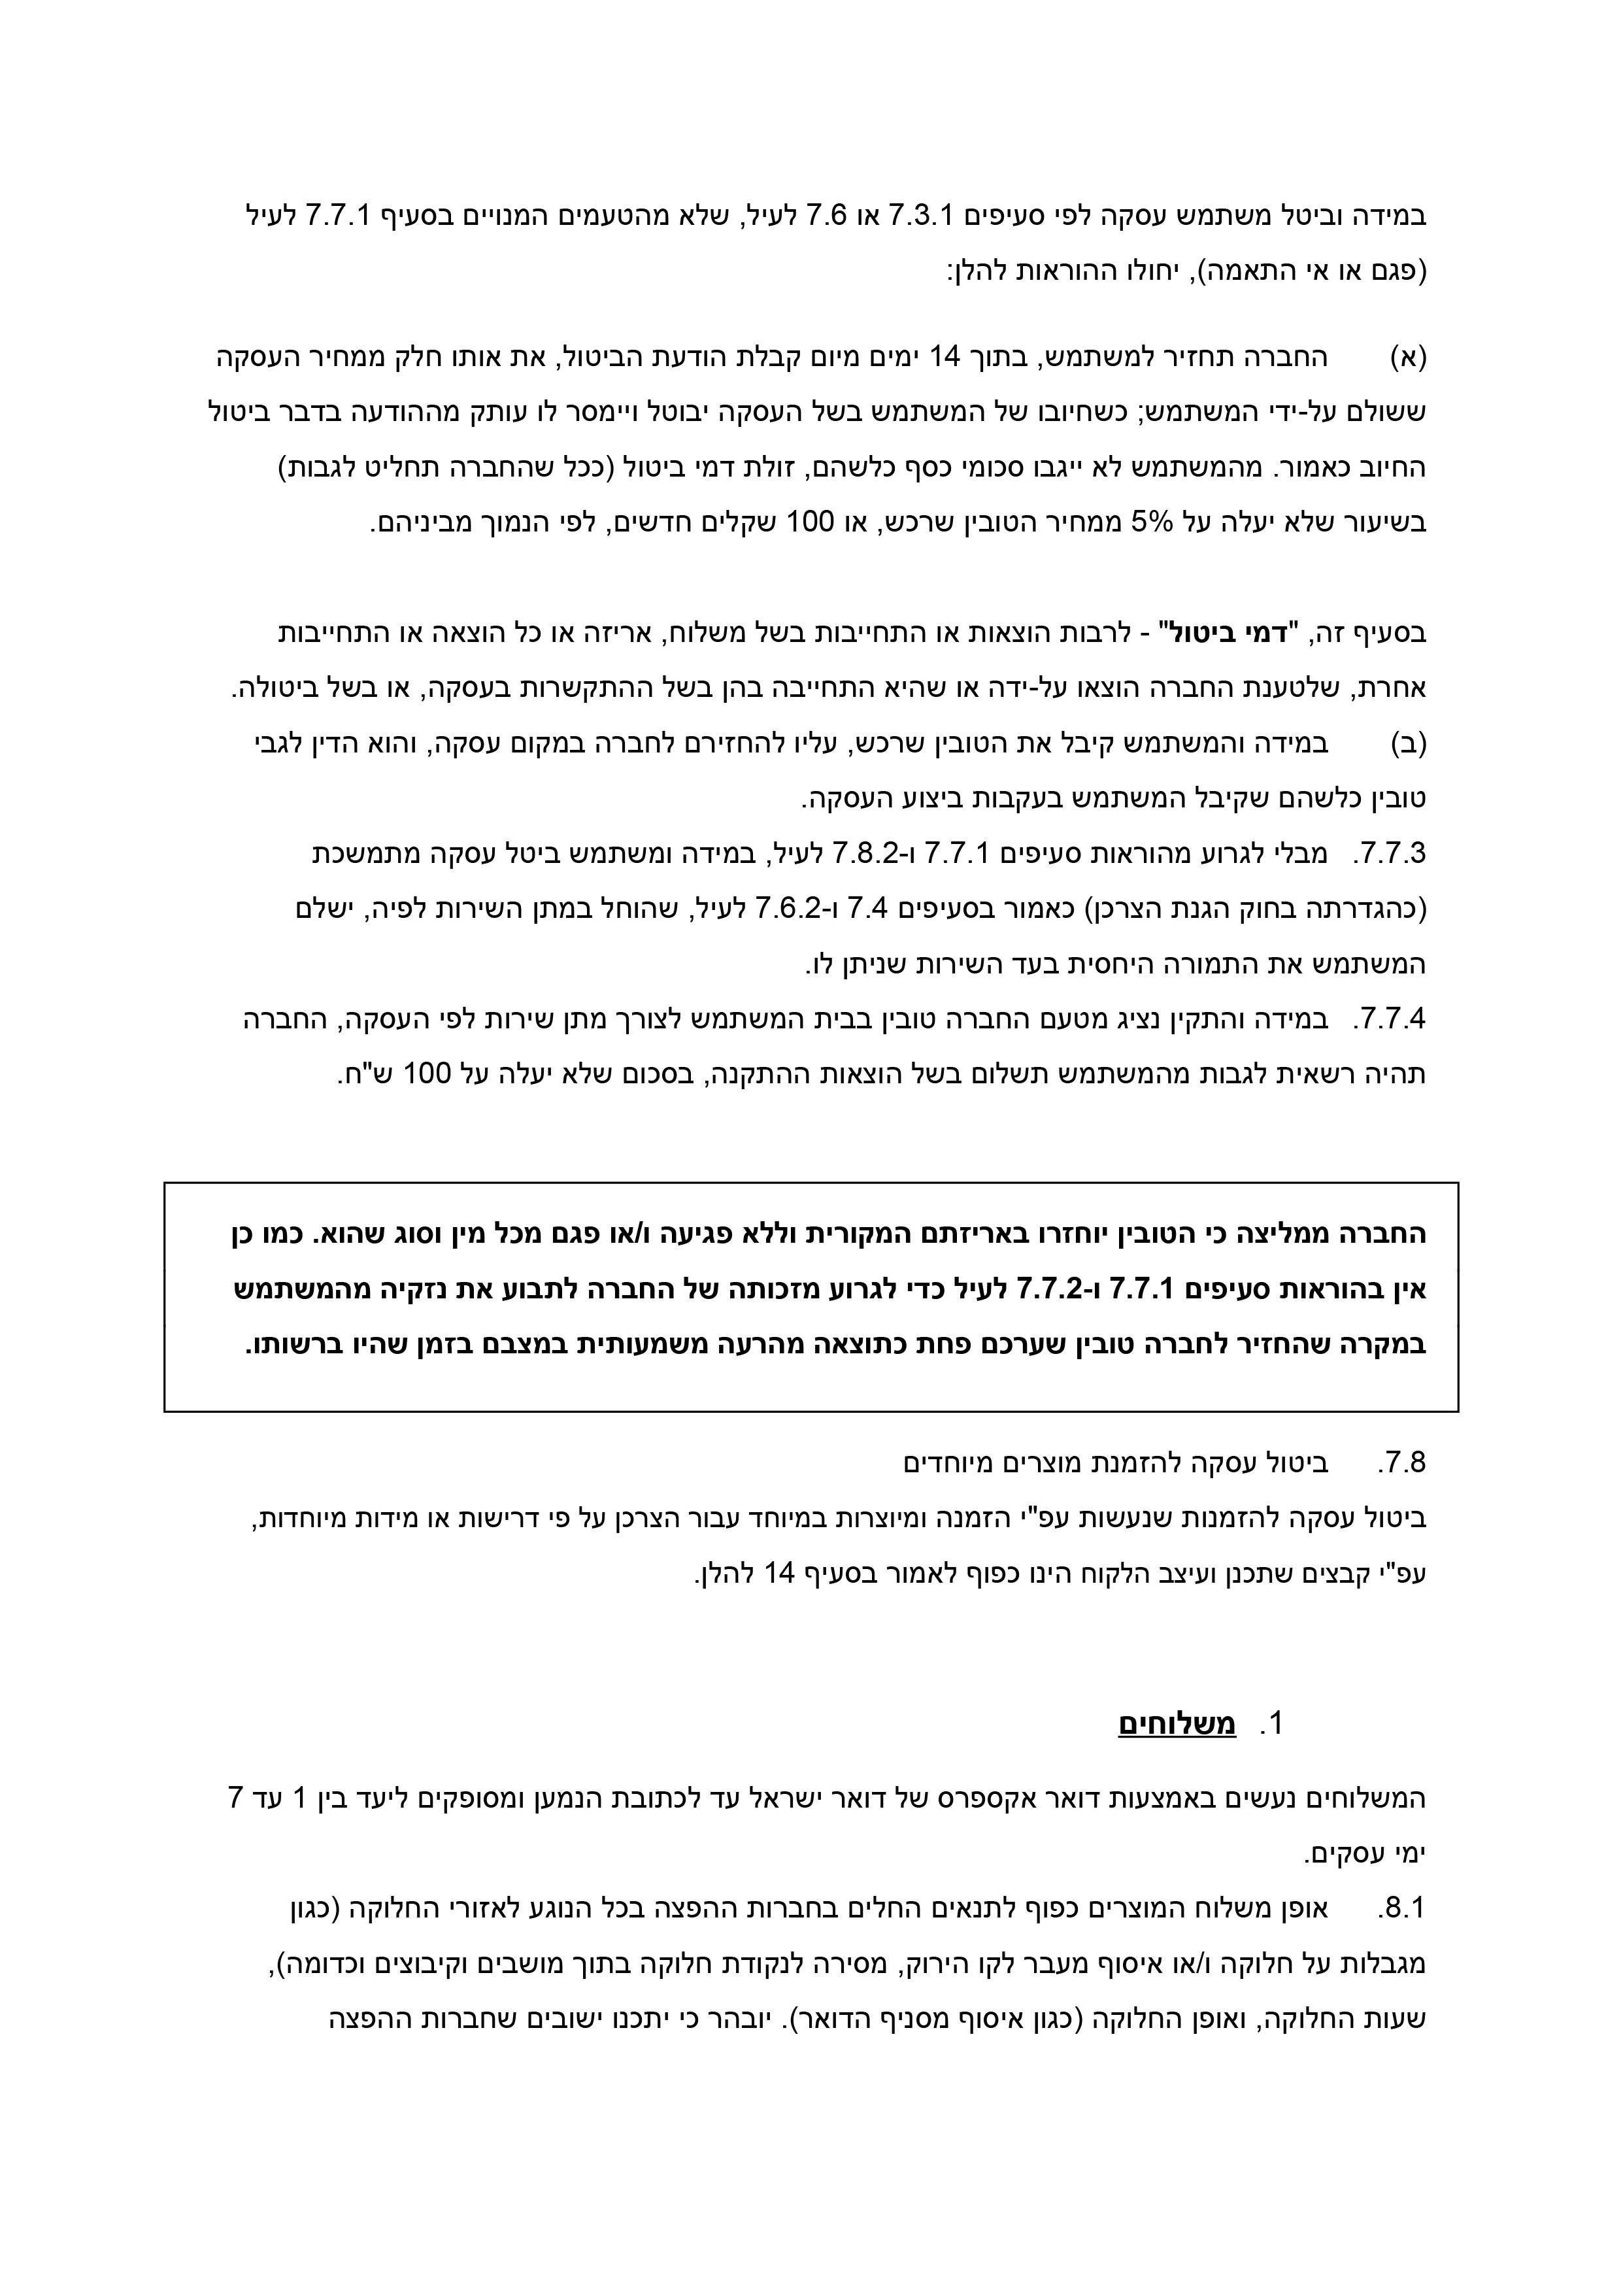 במידה וביטל משתמש עסקה לפי סעיפים 7.3.1 או 7.6 לעיל, שלא מהטעמים המנויים בסעיף 7.7.1 לעיל
(פגם או אי התאמה), יחולו ההוראות להלן:
(א) החברה תחזיר למשתמש, בתוך 14 ימים מיום קבלת הודעת הביטול, את אותו חלק ממחיר העסקה
ששולם על-ידי המשתמש; כשחיובו של המשתמש בשל העסקה יבוטל ויימסר לו עותק מההודעה בדבר ביטול
החיוב כאמור. מהמשתמש לא ייגבו סכומי כסף כלשהם, זולת דמי ביטול (ככל שהחברה תחליט לגבות)
בשיעור שלא יעלה על 5% ממחיר הטובין שרכש, או 100 שקלים חדשים, לפי הנמוך מביניהם.
בסעיף זה, "דמי ביטול" - לרבות הוצאות או התחייבות בשל משלוח, אריזה או כל הוצאה או התחייבות
אחרת, שלטענת החברה הוצאו על-ידה או שהיא התחייבה בהן בשל ההתקשרות בעסקה, או בשל ביטולה.
(ב) במידה והמשתמש קיבל את הטובין שרכש, עליו להחזירם לחברה במקום עסקה, והוא הדין לגבי
טובין כלשהם שקיבל המשתמש בעקבות ביצוע העסקה.
7.7.3. מבלי לגרוע מהוראות סעיפים 7.7.1 ו-7.8.2 לעיל, במידה ומשתמש ביטל עסקה מתמשכת
(כהגדרתה בחוק הגנת הצרכן) כאמור בסעיפים 7.4 ו-7.6.2 לעיל, שהוחל במתן השירות לפיה, ישלם
המשתמש את התמורה היחסית בעד השירות שניתן לו.
7.7.4. במידה והתקין נציג מטעם החברה טובין בבית המשתמש לצורך מתן שירות לפי העסקה, החברה
תהיה רשאית לגבות מהמשתמש תשלום בשל הוצאות ההתקנה, בסכום שלא יעלה על 100 ש"ח.
החברה ממליצה כי הטובין יוחזרו באריזתם המקורית וללא פגיעה ו/או פגם מכל מין וסוג שהוא. כמו כן
אין בהוראות סעיפים 7.7.1 ו-7.7.2 לעיל כדי לגרוע מזכותה של החברה לתבוע את נזקיה מהמשתמש
במקרה שהחזיר לחברה טובין שערכם פחת כתוצאה מהרעה משמעותית במצבם בזמן שהיו ברשותו.
7.8. ביטול עסקה להזמנת מוצרים מיוחדים
ביטול עסקה להזמנות שנעשות עפ"י הזמנה ומיוצרות במיוחד עבור הצרכן על פי דרישות או מידות מיוחדות,
עפ"י קבצים שתכנן ועיצב הלקוח הינו כפוף לאמור בסעיף 14 להלן.
1. משלוחים
המשלוחים נעשים באמצעות דואר אקספרס של דואר ישראל עד לכתובת הנמען ומסופקים ליעד בין 1 עד 7
ימי עסקים.
8.1. אופן משלוח המוצרים כפוף לתנאים החלים בחברות ההפצה בכל הנוגע לאזורי החלוקה (כגון
מגבלות על חלוקה ו/או איסוף מעבר לקו הירוק, מסירה לנקודת חלוקה בתוך מושבים וקיבוצים וכדומה),
שעות החלוקה, ואופן החלוקה (כגון איסוף מסניף הדואר). יובהר כי יתכנו ישובים שחברות ההפצה